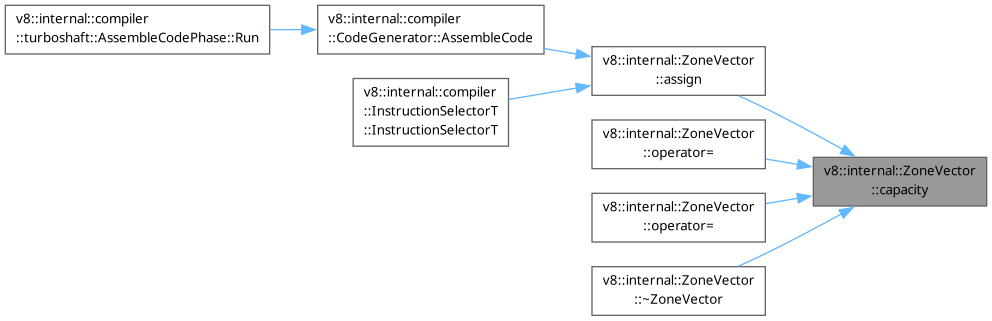 v8::internal::compiler
::turboshaft::AssembleCodePhase::Run
v8::internal::compiler
::CodeGenerator::AssembleCode
v8::internal::ZoneVector
::assign
v8::internal::compiler
::InstructionSelectorT
::InstructionSelectorT
v8::internal::ZoneVector
::operator=
v8::internal::ZoneVector
::capacity
v8::internal::ZoneVector
::operator=
v8::internal::ZoneVector
::~ZoneVector